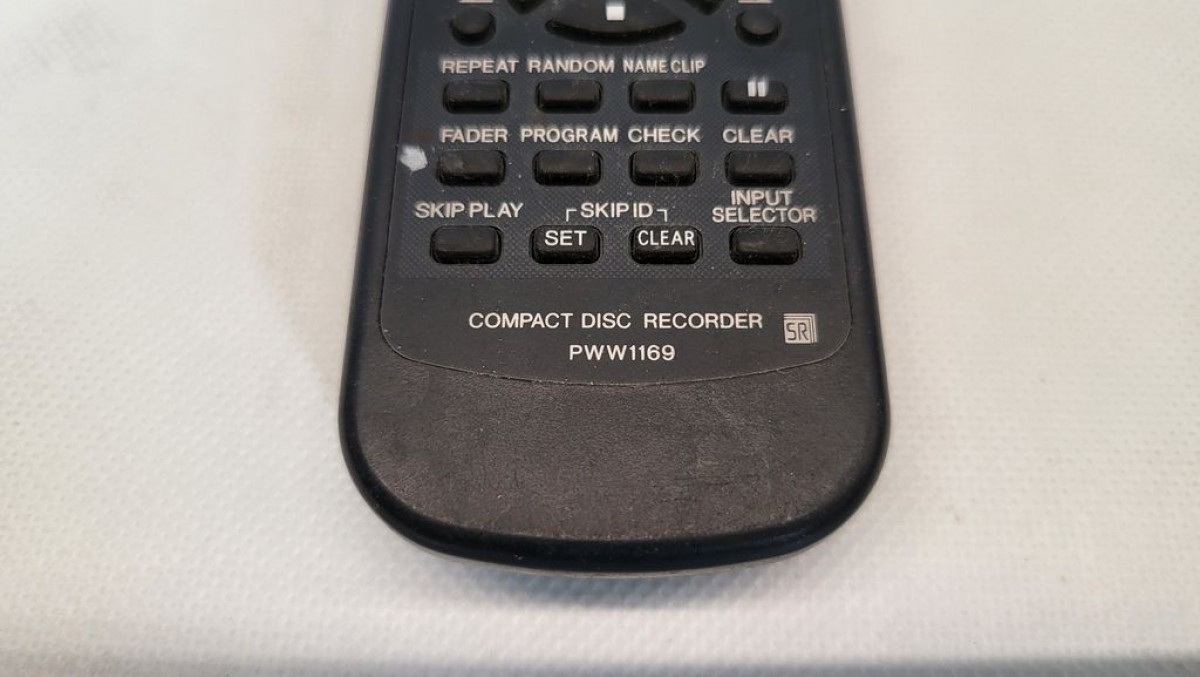 REPEAT RANDOM NAME CLIP
FADER PROGRAM CHECK CLEAR
SKIP PLAY SKIP ID INPUT SELECTOR
SET CLEAR
COMPACT DISC RECORDER SR
PWW1169